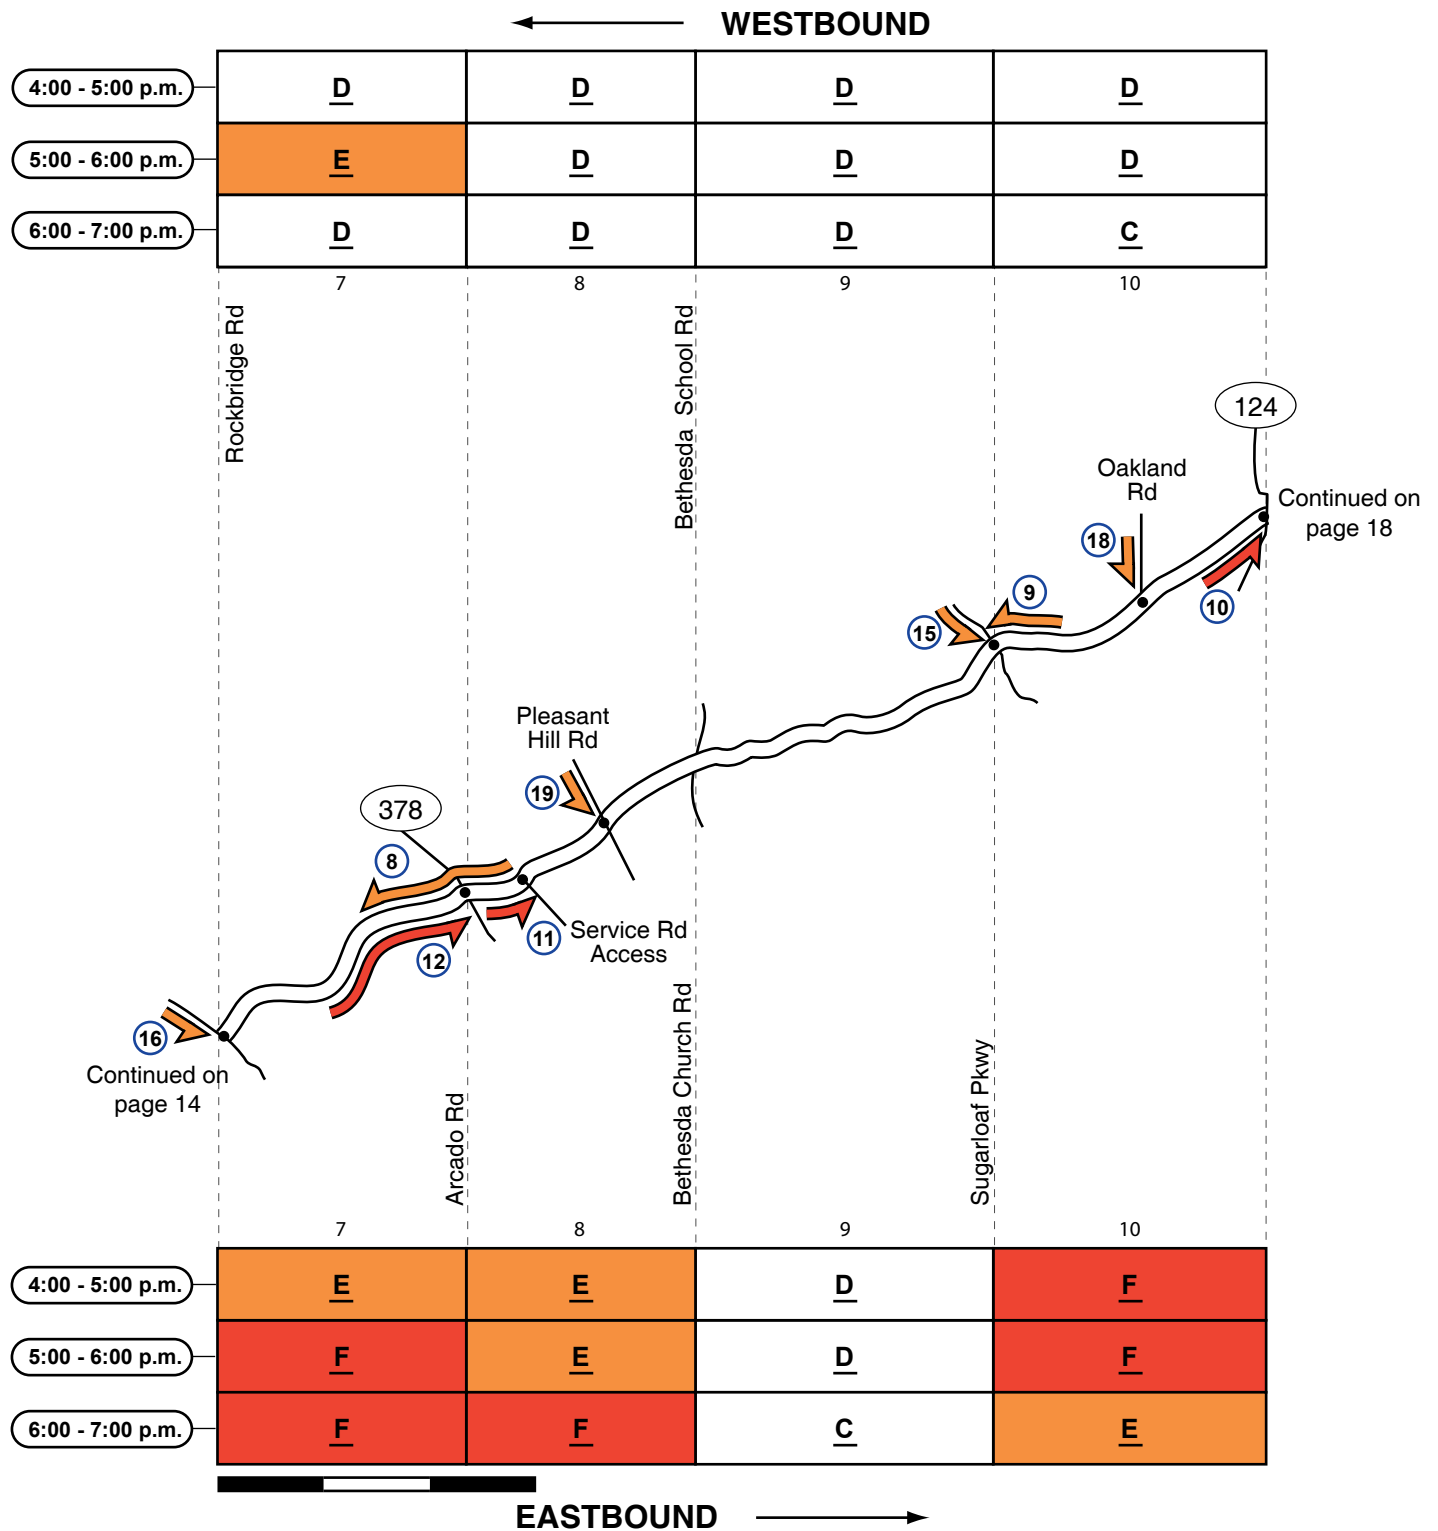 WESTBOUND
4:00 - 5:00 p.m. D D D D
5:00 - 6:00 p.m. E D D D
6:00 - 7:00 p.m. D D D C
7 8 9 10
Rockbridge Rd
Bethesda School Rd
124
Oakland
Rd
Continued on
page 18
18
9
10
15
Pleasant
Hill Rd
19
378
8
Service Rd
Access
11
12
16
Continued on
page 14
Arcado Rd
Bethesda Church Rd
Sugarloaf Pkwy
7 8 9 10
4:00 - 5:00 p.m. E E D F
5:00 - 6:00 p.m. F E D F
6:00 - 7:00 p.m. F F C E
EASTBOUND